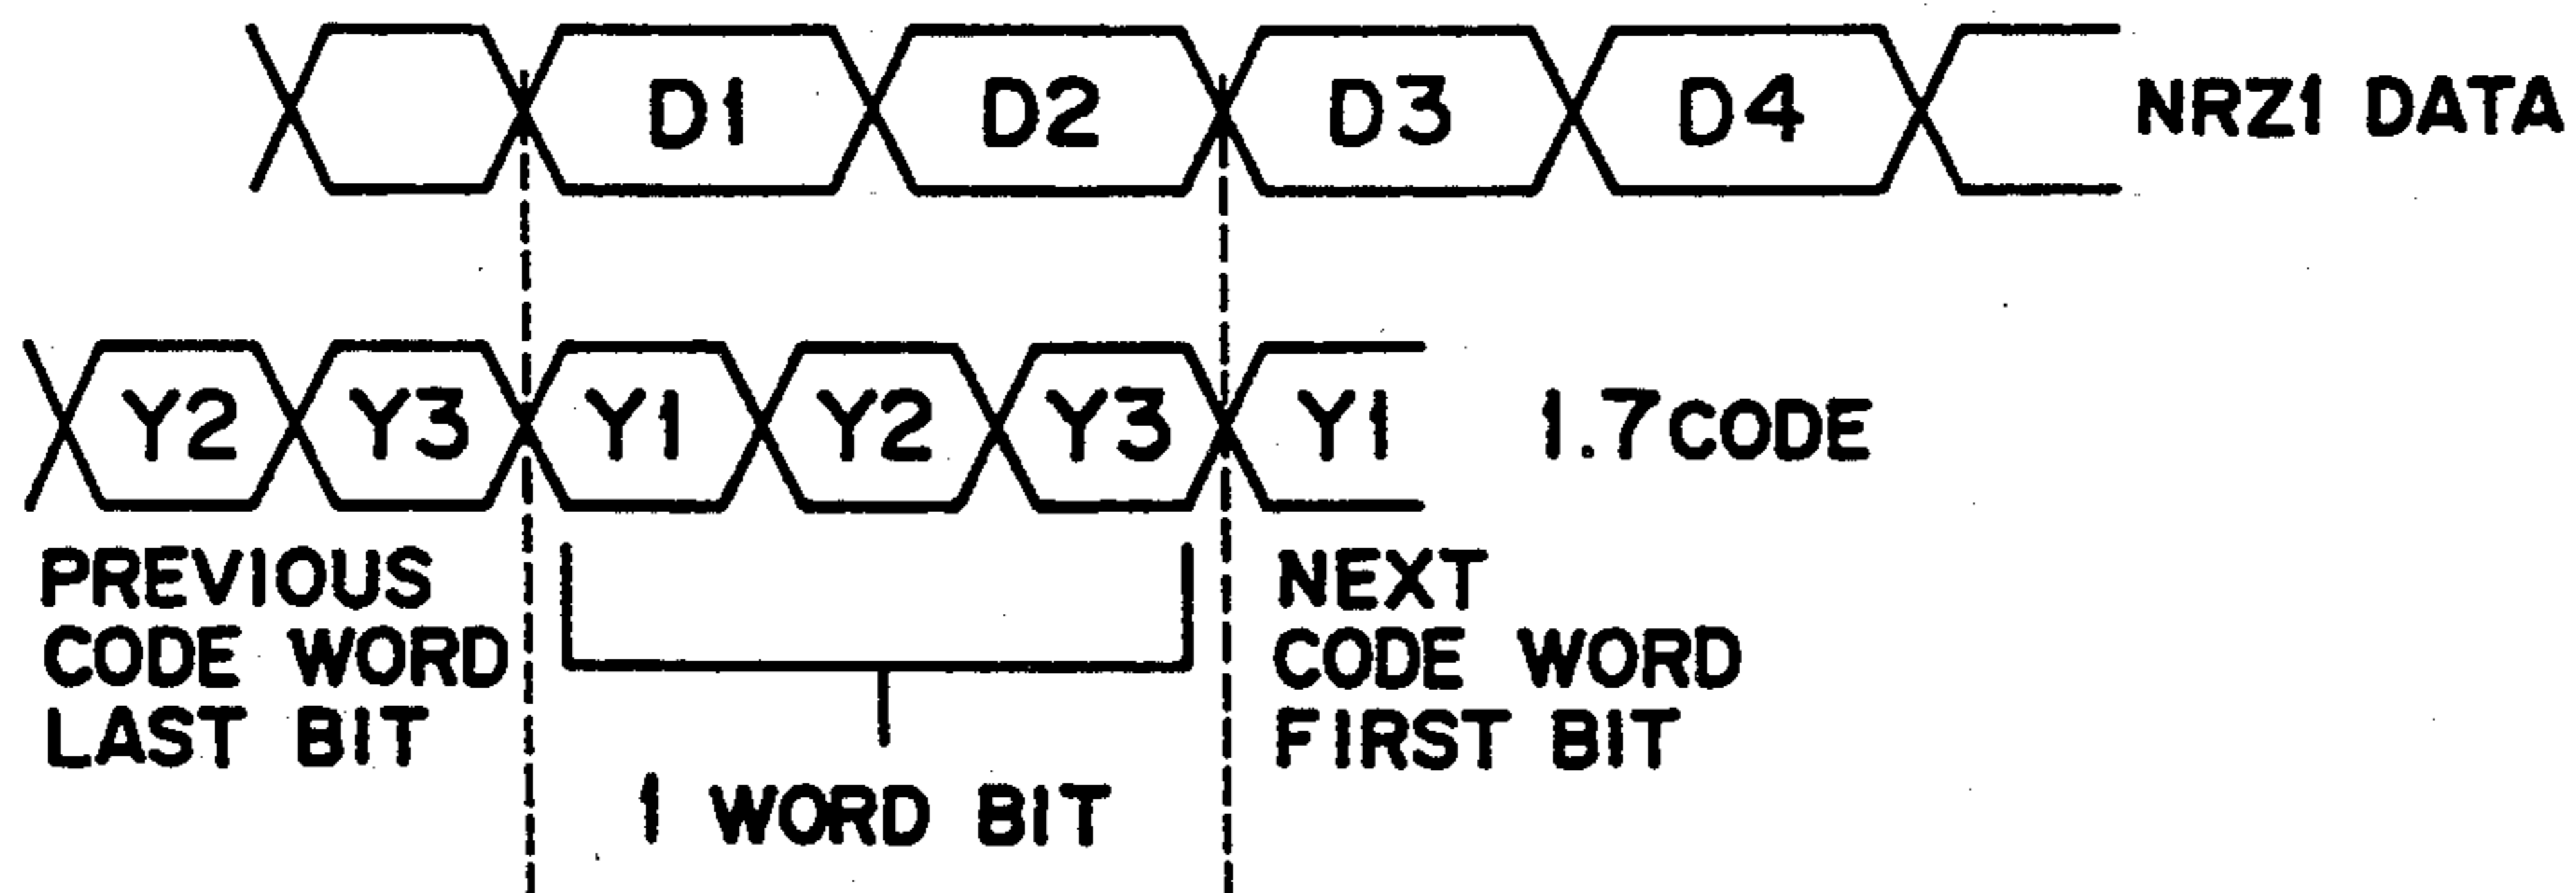 D1 D2 D3 D4 NRZ1 DATA
Y2 Y3 Y1 Y2 Y3 Y1 1.7CODE
PREVIOUS
CODE WORD
LAST BIT
1 WORD BIT
NEXT
CODE WORD
FIRST BIT